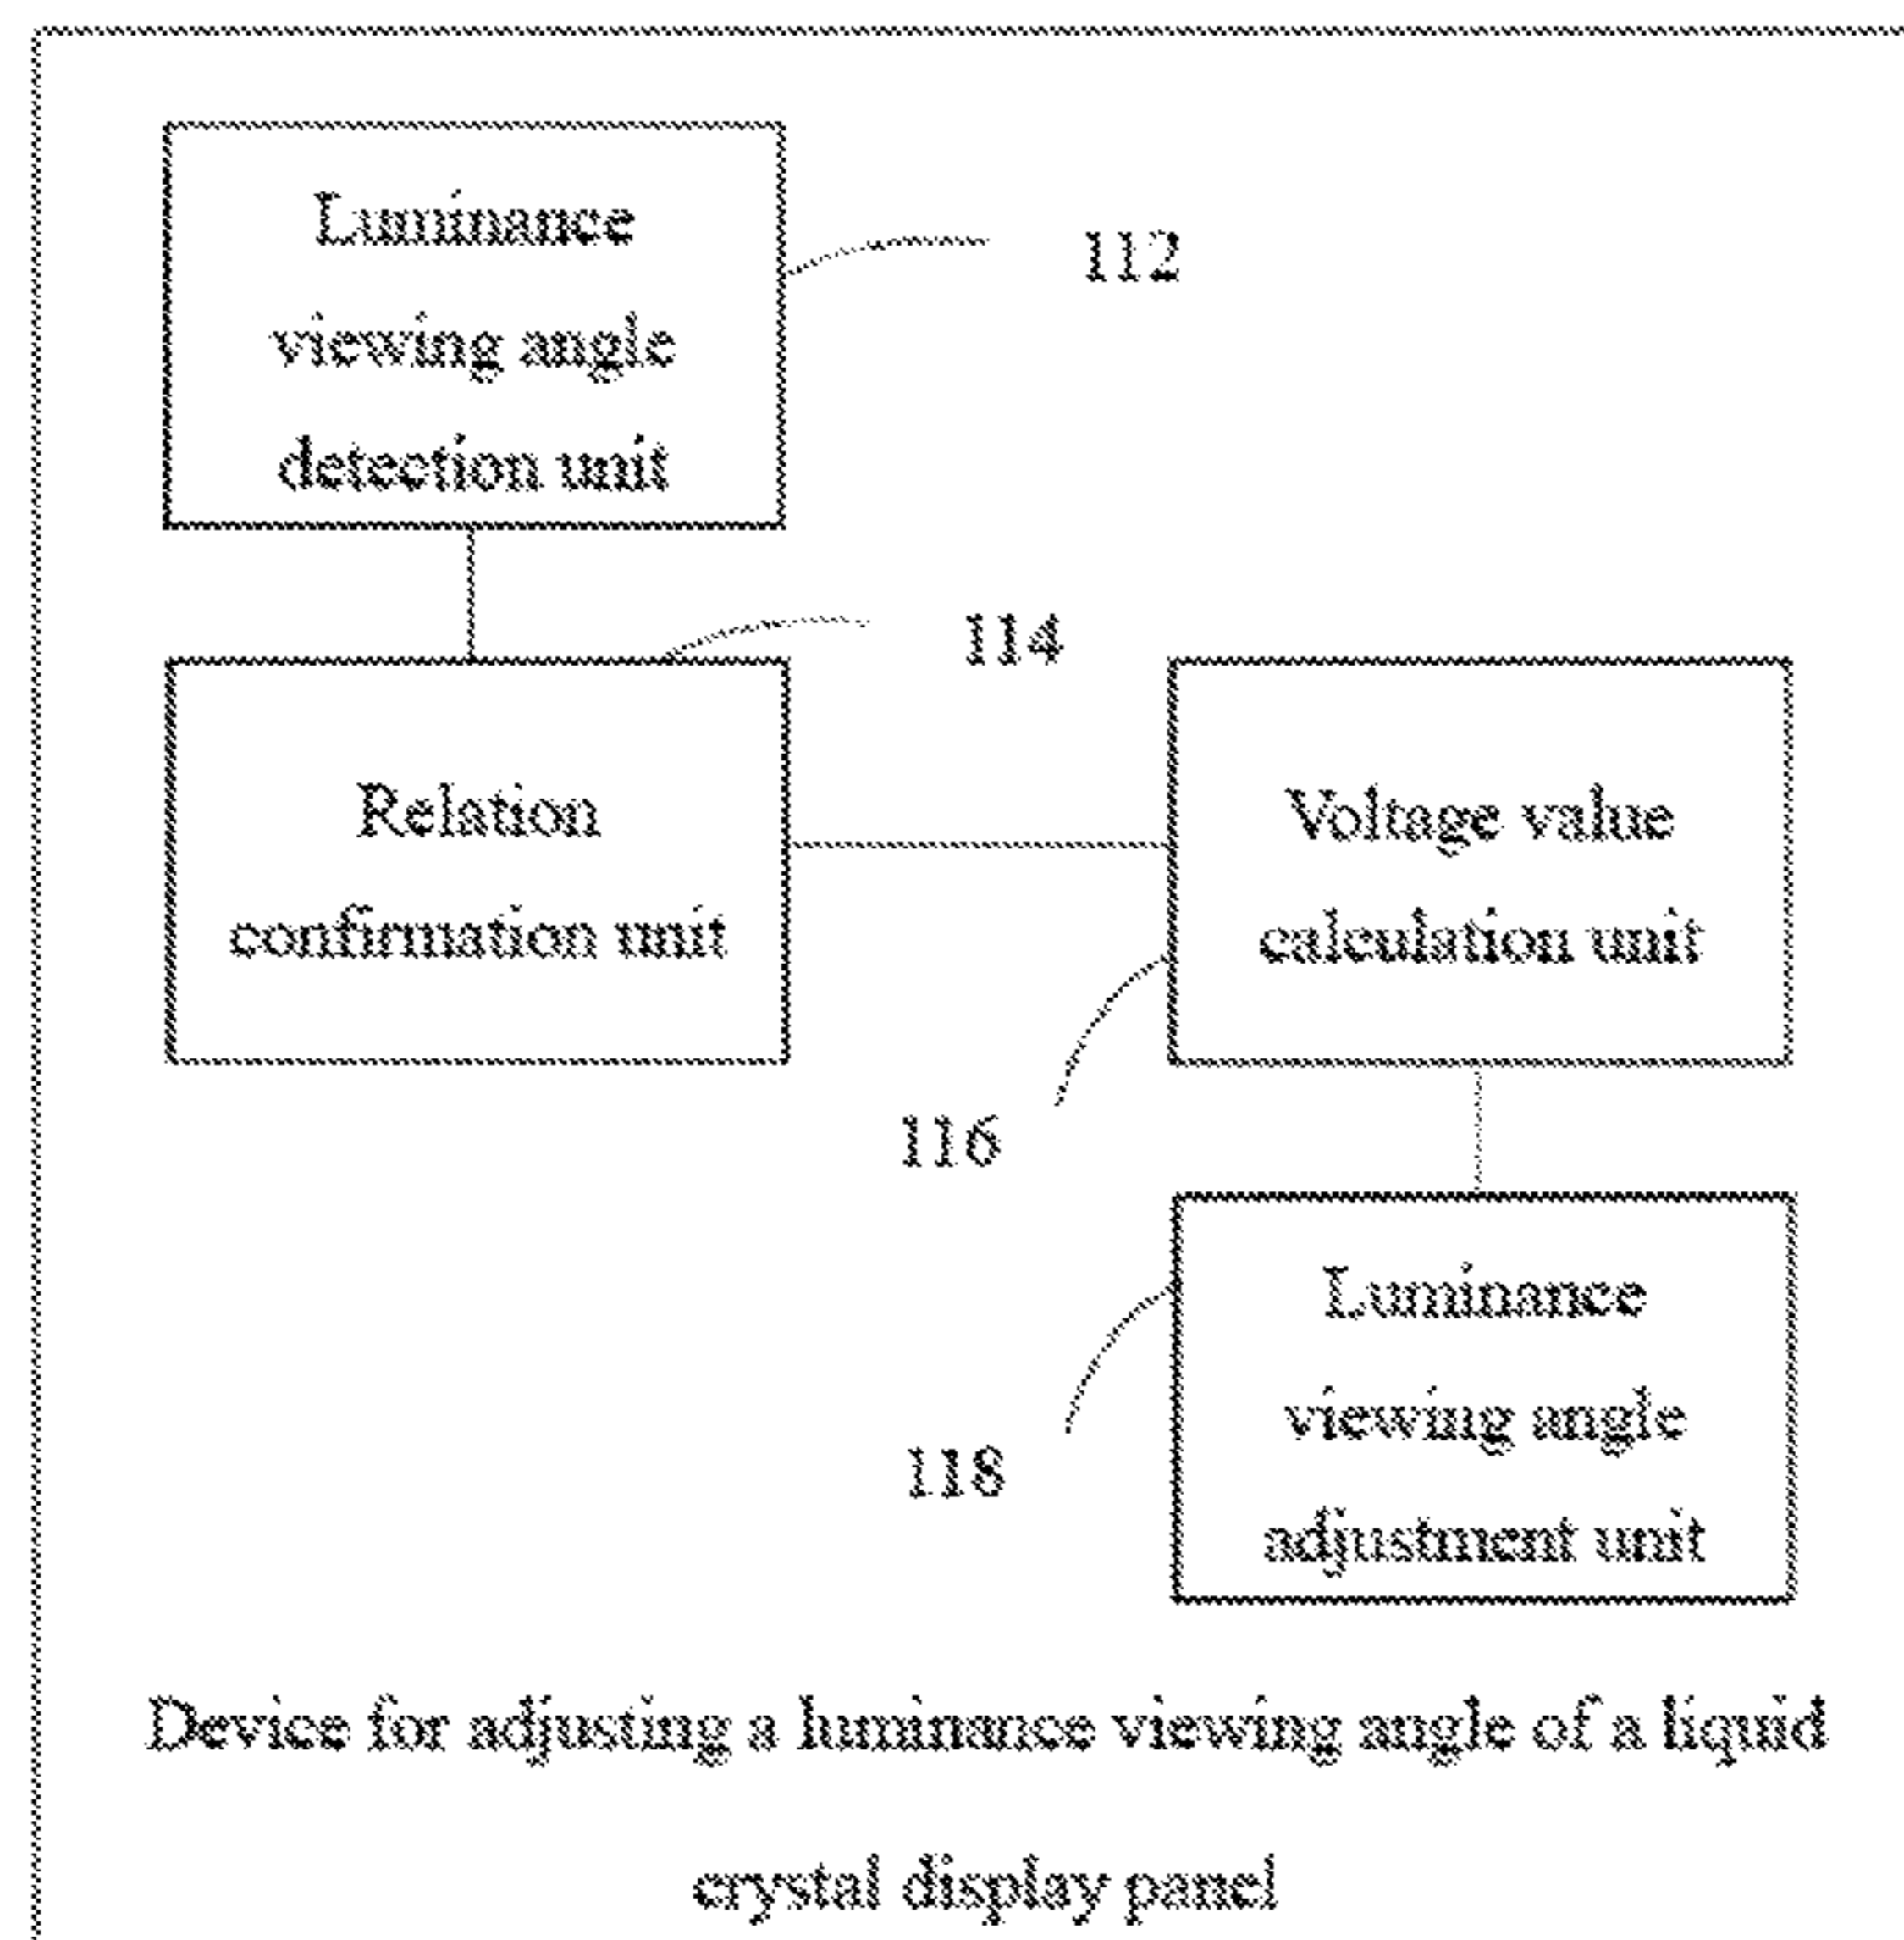 Luminance
viewing angle
detection unit
112
114
Relation
confirmation unit
Voltage value
calculation unit
116
Luminance
viewing angle
adjustment unit
118
Device for adjusting a luminance viewing angle of a liquid
crystal display panel